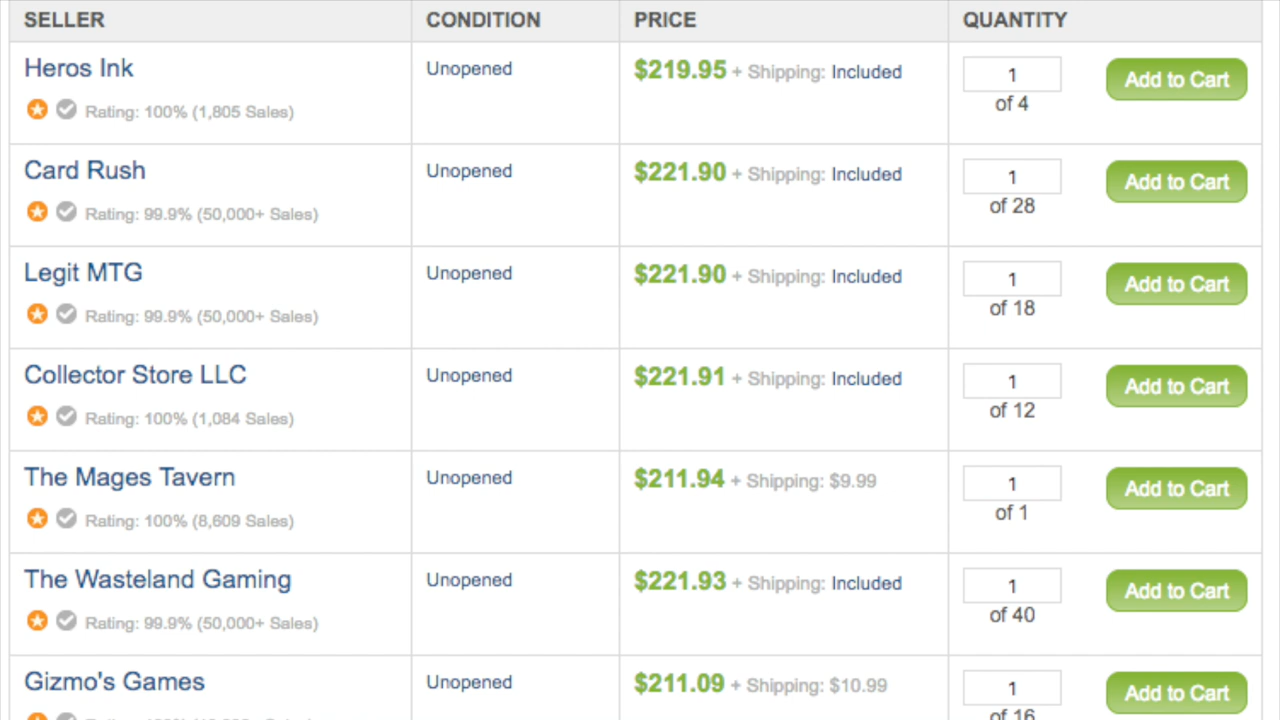 SELLER CONDITION PRICE QUANTITY
Heros Ink Unopened $219.95 + Shipping: Included 1 Add to Cart
Rating: 100% (1,805 Sales) of 4
Card Rush Unopened $221.90 + Shipping: Included 1 Add to Cart
Rating: 99.9% (50,000+ Sales) of 28
Legit MTG Unopened $221.90 + Shipping: Included 1 Add to Cart
Rating: 99.9% (50,000+ Sales) of 18
Collector Store LLC Unopened $221.91 + Shipping: Included 1 Add to Cart
Rating: 100% (1,084 Sales) of 12
The Mages Tavern Unopened $211.94 + Shipping: $9.99 1 Add to Cart
Rating: 100% (8,609 Sales) of 1
The Wasteland Gaming Unopened $221.93 + Shipping: Included 1 Add to Cart
Rating: 99.9% (50,000+ Sales) of 40
Gizmo's Games Unopened $211.09 + Shipping: $10.99 1 Add to Cart
of 16